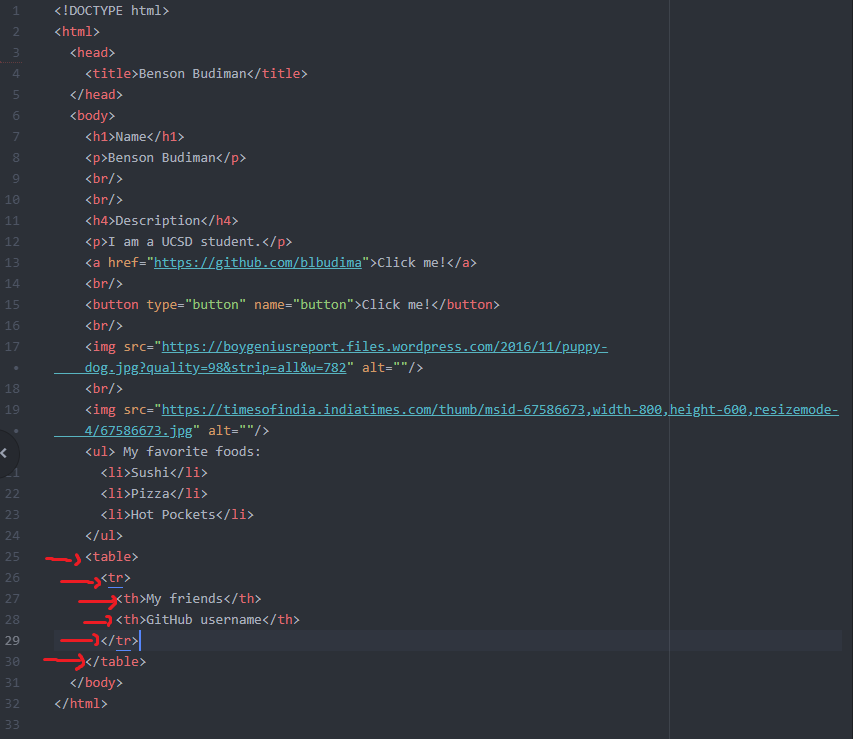 1 <!DOCTYPE html>
2 <html>
3 <head>
4 <title>Benson Budiman</title>
5 </head>
6 <body>
7 <h1>Name</h1>
8 <p>Benson Budiman</p>
9 <br/>
10 <br/>
11 <h4>Description</h4>
12 <p>I am a UCSD student.</p>
13 <a href="https://github.com/blbudima">Click me!</a>
14 <br/>
15 <button type="button" name="button">Click me!</button>
16 <br/>
17 <img src="https://boygeniusreport.files.wordpress.com/2016/11/puppy-
• dog.jpg?quality=98&strip=all&w=782" alt=""/>
18 <br/>
19 <img src="https://timesofindia.indiatimes.com/thumb/msid-67586673,width-800,height-600,resizemode-
• 4/67586673.jpg" alt=""/>
<ul> My favorite foods:
21 <li>Sushi</li>
22 <li>Pizza</li>
23 <li>Hot Pockets</li>
24 </ul>
25 <table>
26 <tr>
27 <th>My friends</th>
28 <th>GitHub username</th>
29 </tr>
30 </table>
31 </body>
32 </html>
33